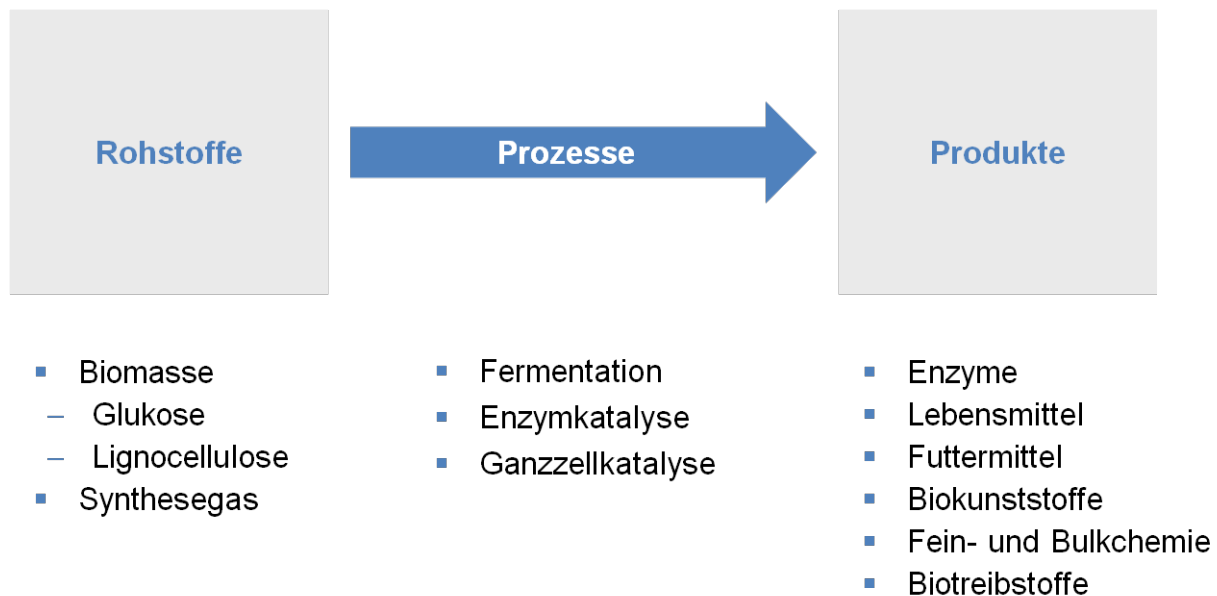 Rohstoffe
Prozesse
Produkte
▪ Biomasse
– Glukose
– Lignocellulose
▪ Synthesegas
▪ Fermentation
▪ Enzymkatalyse
▪ Ganzzellkatalyse
▪ Enzyme
▪ Lebensmittel
▪ Futtermittel
▪ Biokunststoffe
▪ Fein- und Bulkchemie
▪ Biotreibstoffe